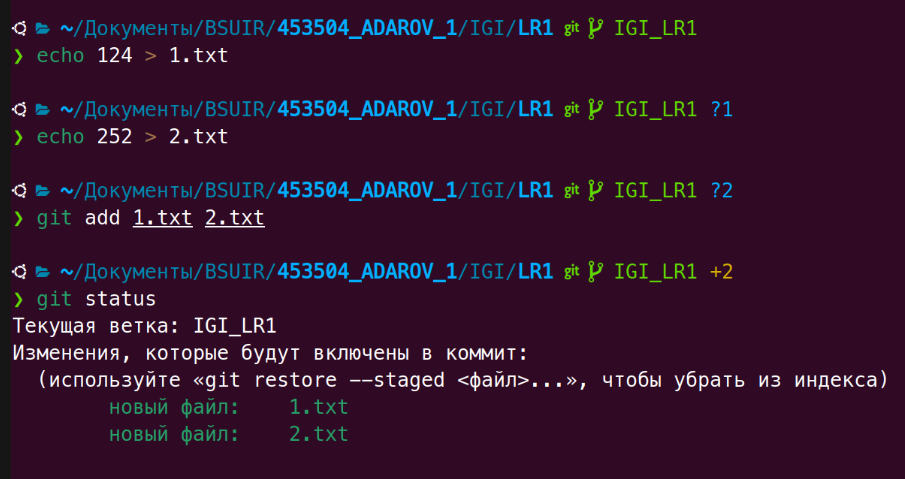 ~/Документы/BSUIR/453504_ADAROV_1/IGI/LR1 git IGI_LR1
❯ echo 124 > 1.txt
~/Документы/BSUIR/453504_ADAROV_1/IGI/LR1 git IGI_LR1 ?1
❯ echo 252 > 2.txt
~/Документы/BSUIR/453504_ADAROV_1/IGI/LR1 git IGI_LR1 ?2
❯ git add 1.txt 2.txt
~/Документы/BSUIR/453504_ADAROV_1/IGI/LR1 git IGI_LR1 +2
❯ git status
Текущая ветка: IGI_LR1
Изменения, которые будут включены в коммит:
(используйте «git restore --staged <файл>...», чтобы убрать из индекса)
новый файл: 1.txt
новый файл: 2.txt